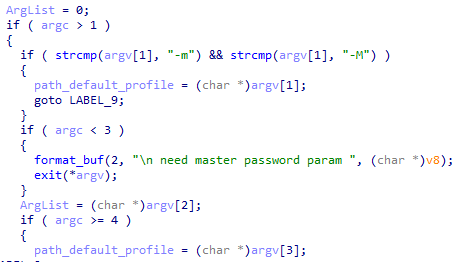 ArgList = 0;
if ( argc > 1 )
{
if ( strcmp(argv[1], "-m") && strcmp(argv[1], "-M") )
{
path_default_profile = (char *)argv[1];
goto LABEL_9;
}
if ( argc < 3 )
{
format_buf(2, "\n need master password param ", (char *)v8);
exit(*argv);
}
ArgList = (char *)argv[2];
if ( argc >= 4 )
{
path_default_profile = (char *)argv[3];